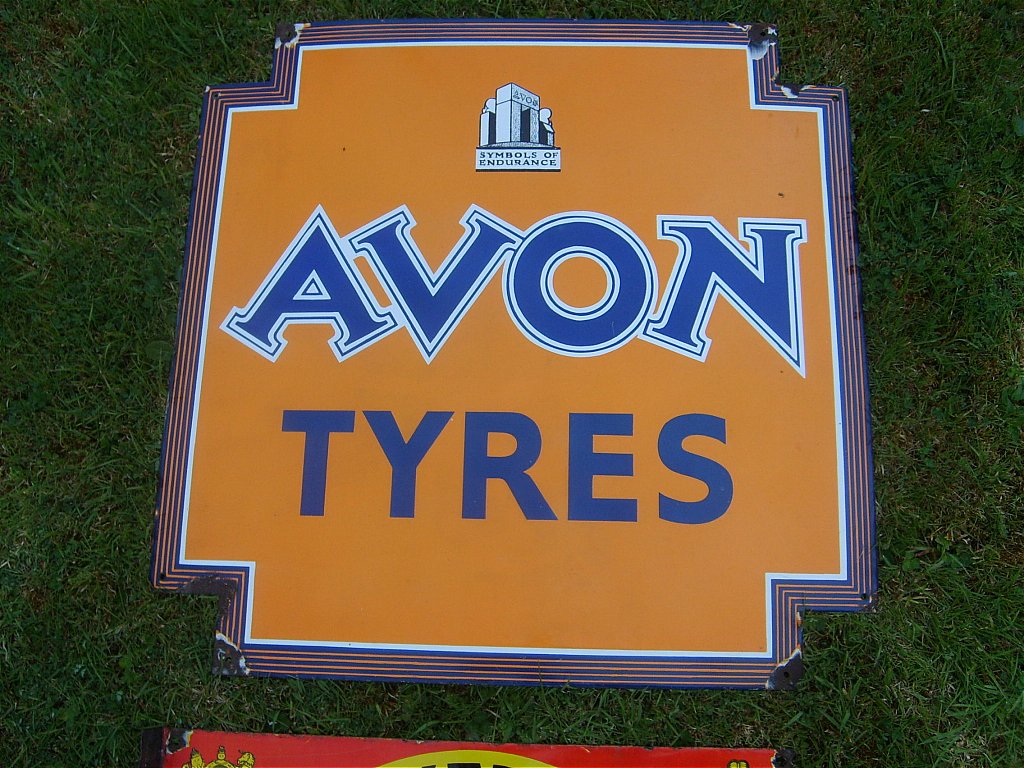 AVON
SYMBOLS OF
ENDURANCE
AVON
TYRES